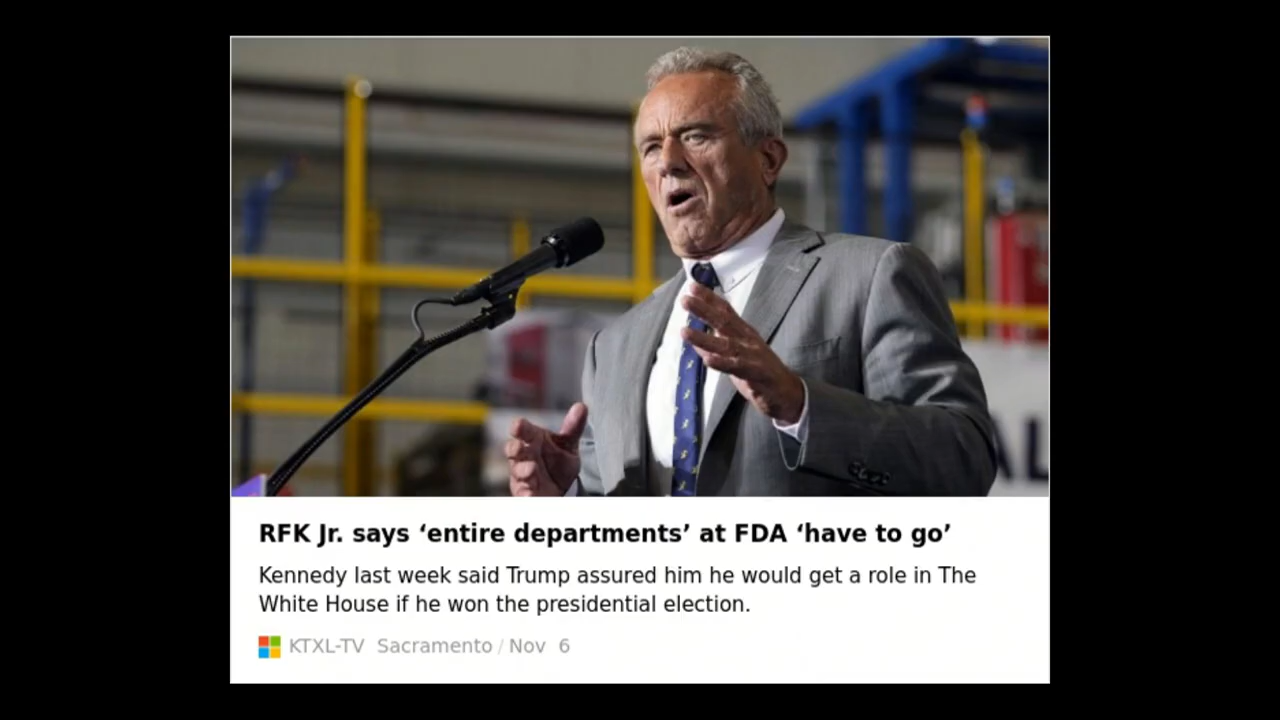 RFK Jr. says ‘entire departments’ at FDA ‘have to go’
Kennedy last week said Trump assured him he would get a role in The
White House if he won the presidential election.
KTXL-TV Sacramento / Nov 6
AL